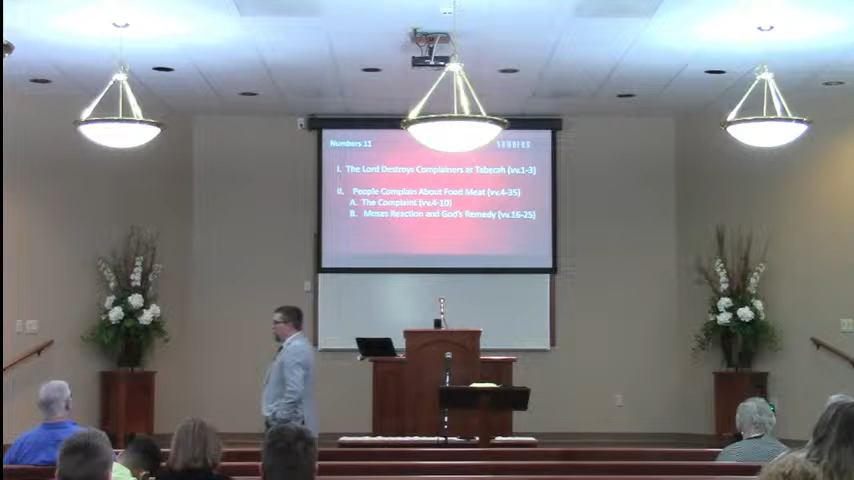 Numbers 11
NUMBERS
I. The Lord Destroys Complainers at Taberah (vv.1-3)
II. People Complain About Food Meat (vv.4-35)
A. The Complaint (vv.4-10)
B. Moses Reaction and God's Remedy (vv.16-25)